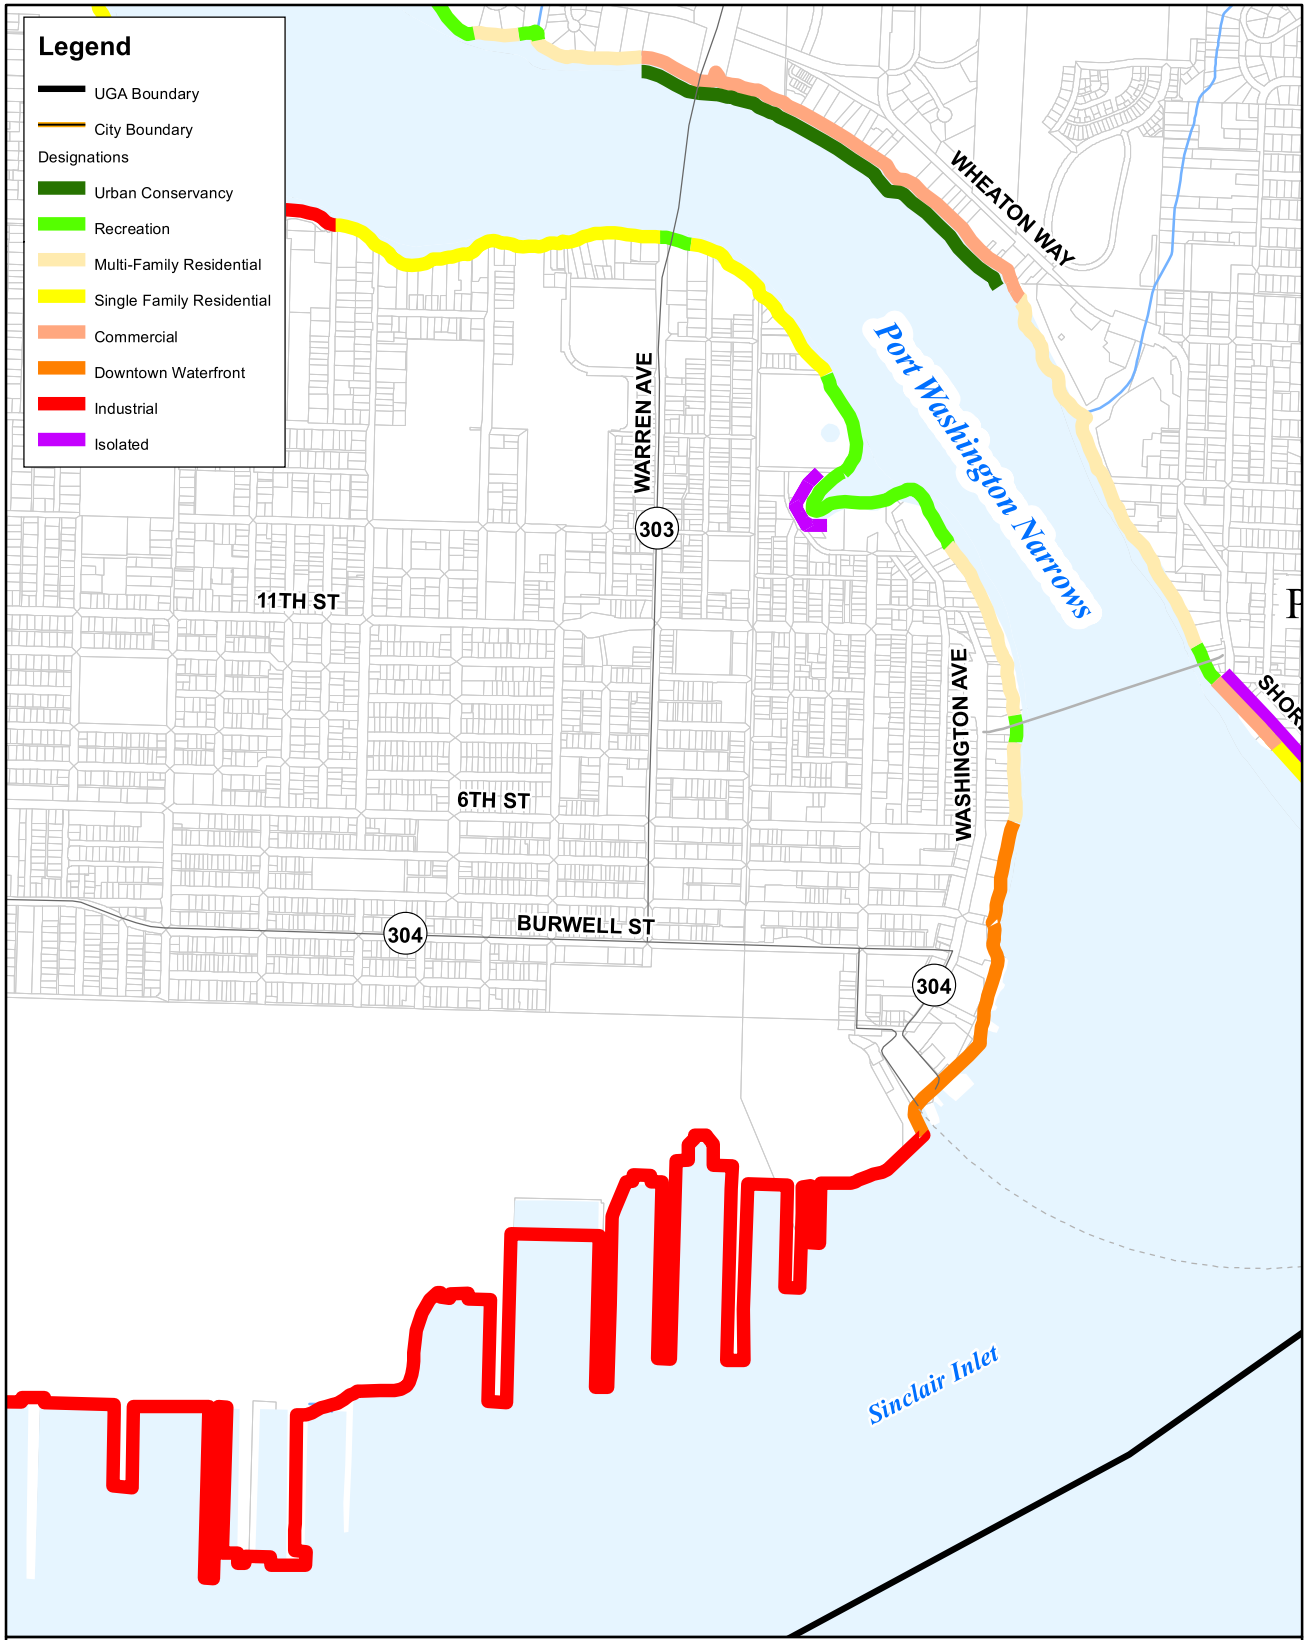 Legend
UGA Boundary
City Boundary
Designations
Urban Conservancy
Recreation
Multi-Family Residential
Single Family Residential
Commercial
Downtown Waterfront
Industrial
Isolated
WHEATON WAY
Port Washington Narrows
WARREN AVE
303
11TH ST
P
WASHINGTON AVE
SHOR
6TH ST
BURWELL ST
304
304
Sinclair Inlet